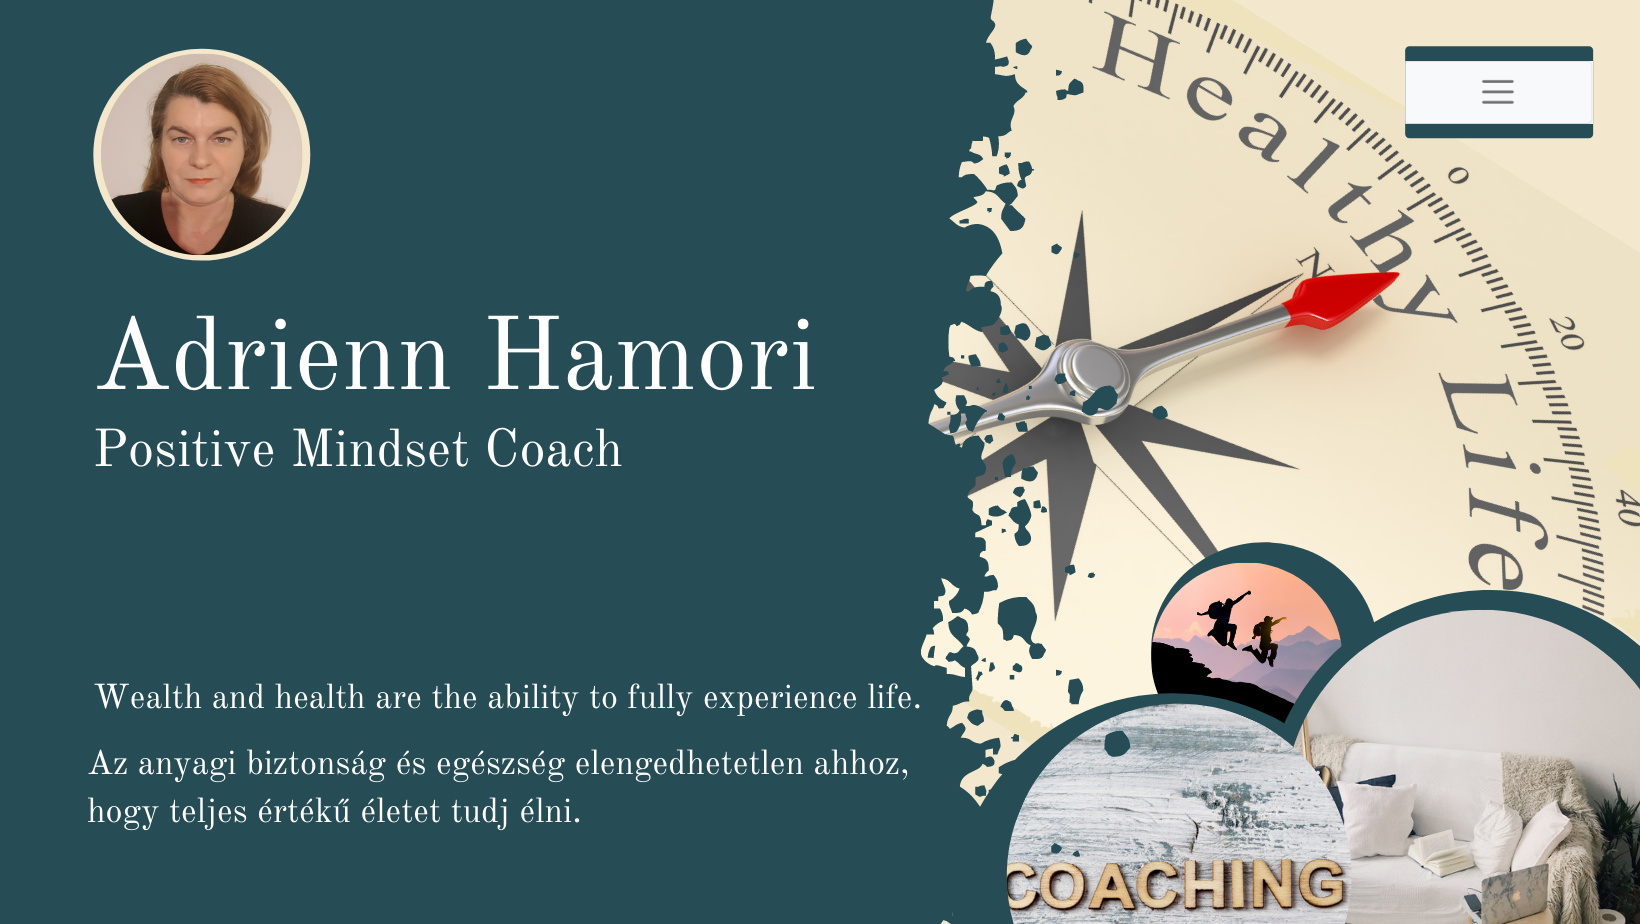 Adrienn Hamori
Positive Mindset Coach
Wealth and health are the ability to fully experience life.
Az anyagi biztonság és egészség elengedhetetlen ahhoz,
hogy teljes értékű életet tudj élni.
Healthy Life
N
0
20
40
COACHING